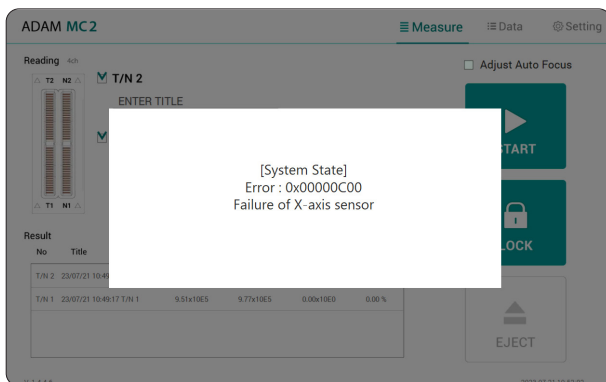 ADAM MC2
Measure
Data
Setting
Reading 4ch
Adjust Auto Focus
T2 N2
T/N 2
ENTER TITLE
[System State]
Error : 0x00000C00
Failure of X-axis sensor
T1 N1
Result
No Title
T/N 2 23/07/21 10:49
T/N 1 23/07/21 10:49:17 T/N 1 9.51x10E5 9.77x10E5 0.00x10E0 0.00 %
EJECT